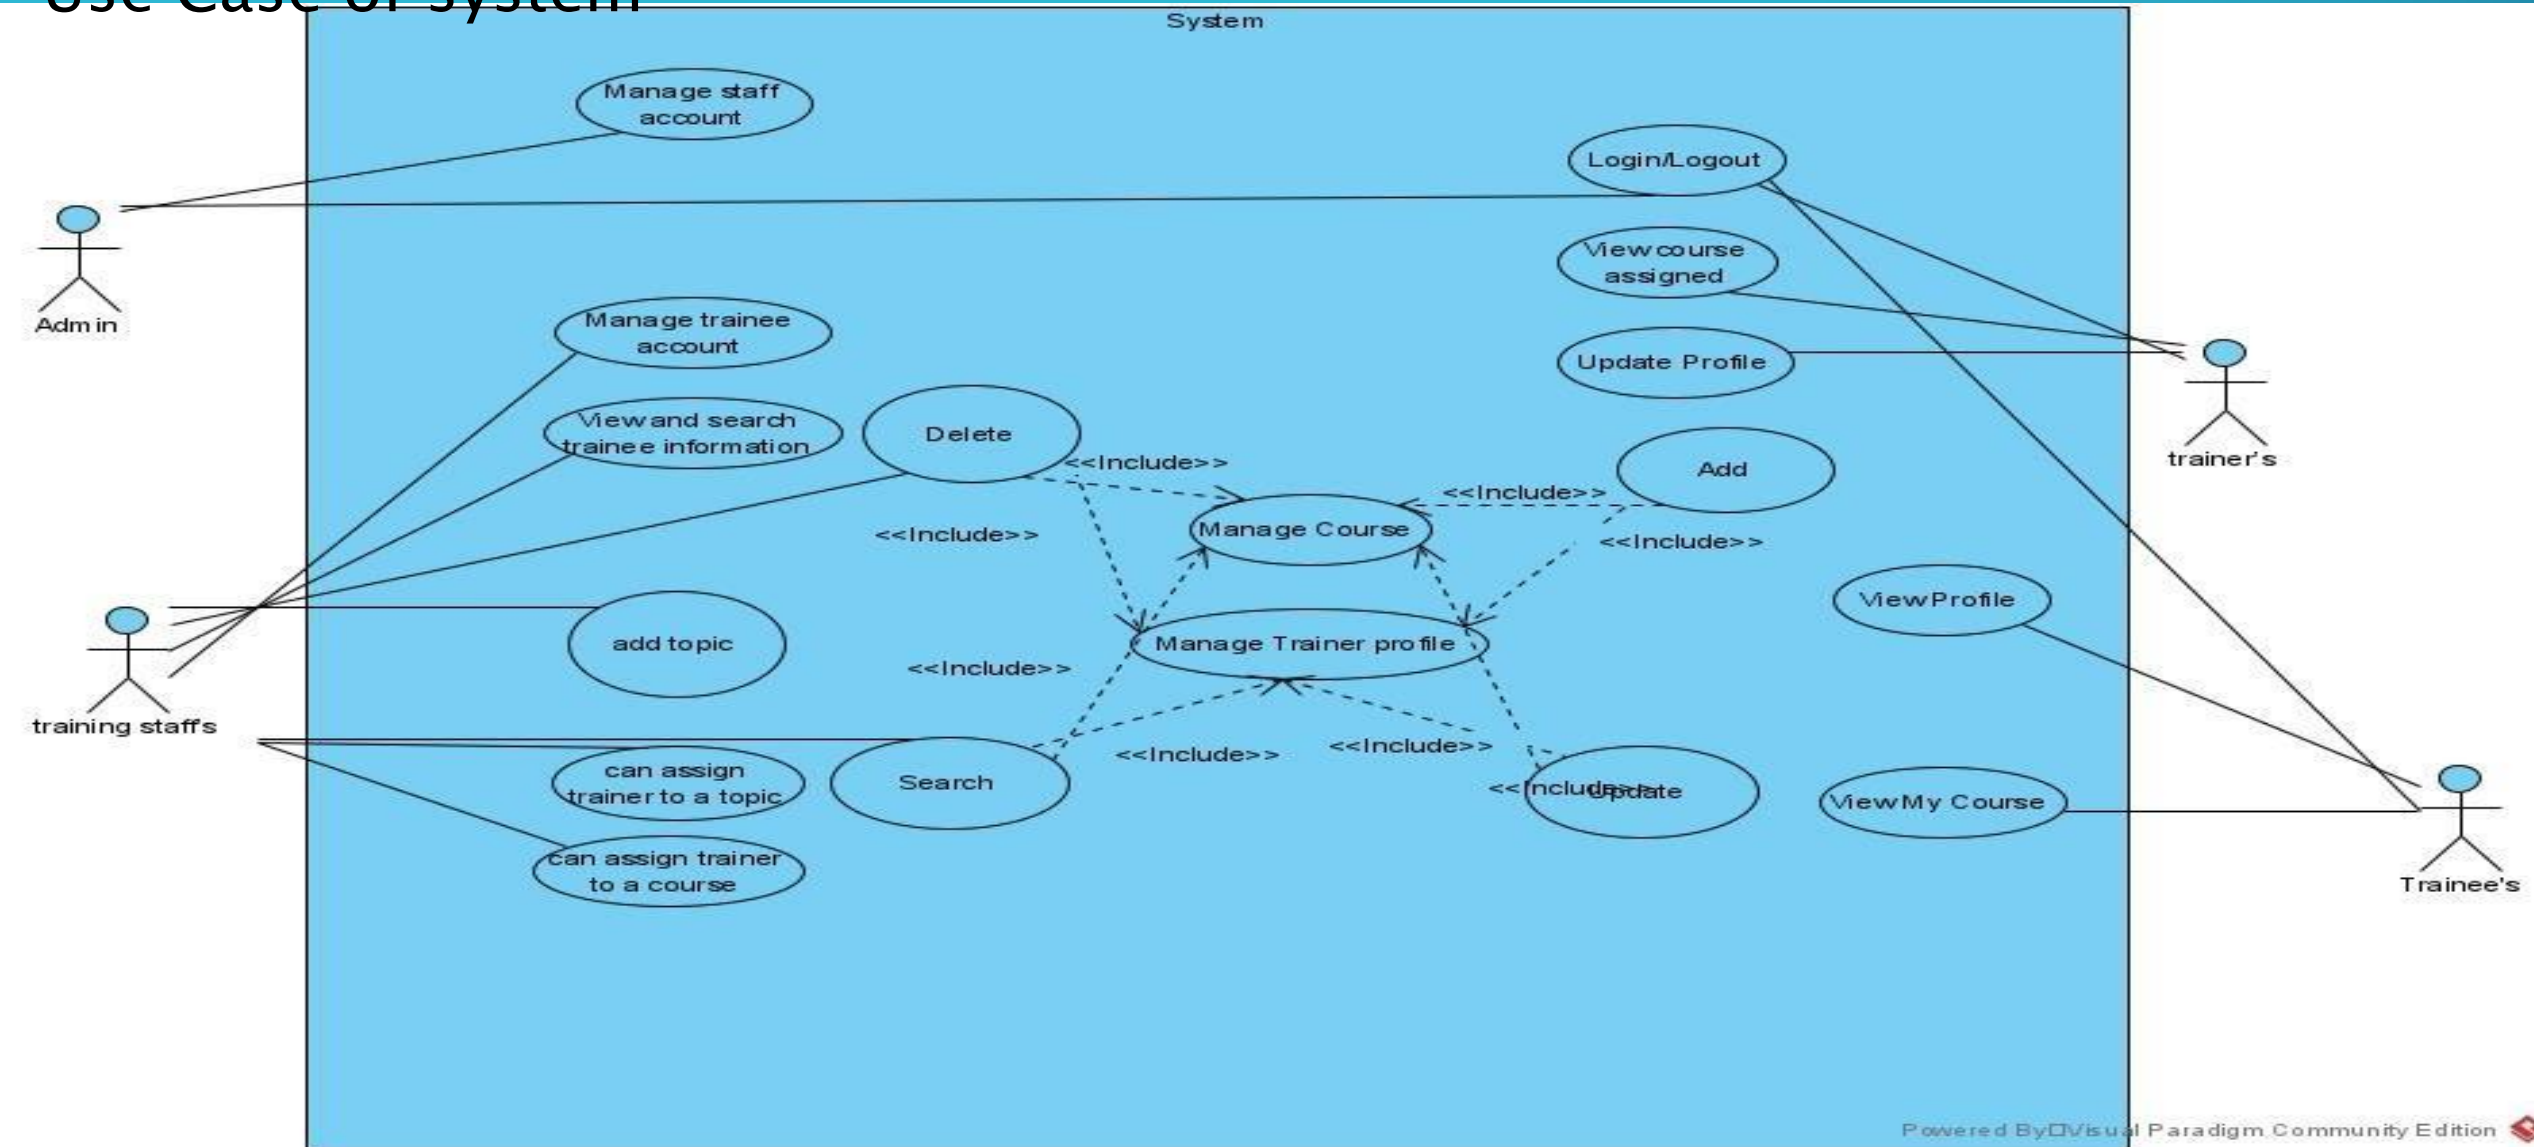 Use Case of system
System
Manage staff
account
Login/Logout
View course
assigned
Admin
Manage trainee
account
Update Profile
View and search
trainee information
Delete
<<Include>>
Add
trainer's
<<Include>>
Manage Course
<<Include>>
<<Include>>
View Profile
add topic
Manage Trainer profile
<<Include>>
training staff's
<<Include>>
<<Include>>
can assign
trainer to a topic
Search
<<Include>>
Update
View My Course
can assign trainer
to a course
Trainee's
Powered By Visual Paradigm Community Edition